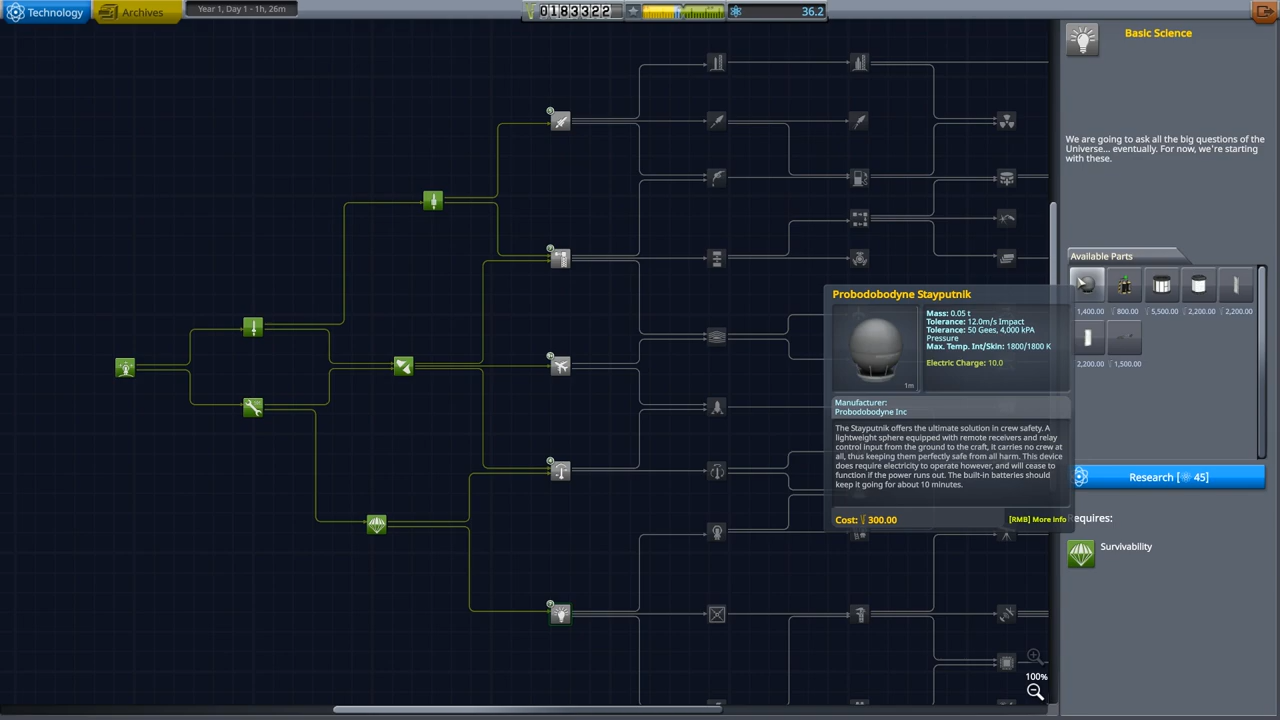 Technology
Archives
Year 1, Day 1 - 1h, 26m
0183322
36.2
Basic Science
We are going to ask all the big questions of the
Universe... eventually. For now, we're starting
with these.
Available Parts
1,400.00
800.00
5,500.00
2,200.00
2,200.00
2,200.00
1,500.00
Probodobodyne Stayputnik
Mass: 0.05 t
Tolerance: 12.0m/s Impact
Tolerance: 50 Gees, 4,000 kPA
Pressure
Max. Temp. Int/Skin: 1800/1800 K
Electric Charge: 10.0
1m
Manufacturer:
Probodobodyne Inc
The Stayputnik offers the ultimate solution in crew safety. A
lightweight sphere equipped with remote receivers and relay
control input from the ground to the craft, it carries no crew at
all, thus keeping them perfectly safe from all harm. This device
does require electricity to operate however, and will cease to
function if the power runs out. The built-in batteries should
keep it going for about 10 minutes.
Cost: 300.00
[RMB] More Info
Research [ 45]
equires:
Survivability
100%